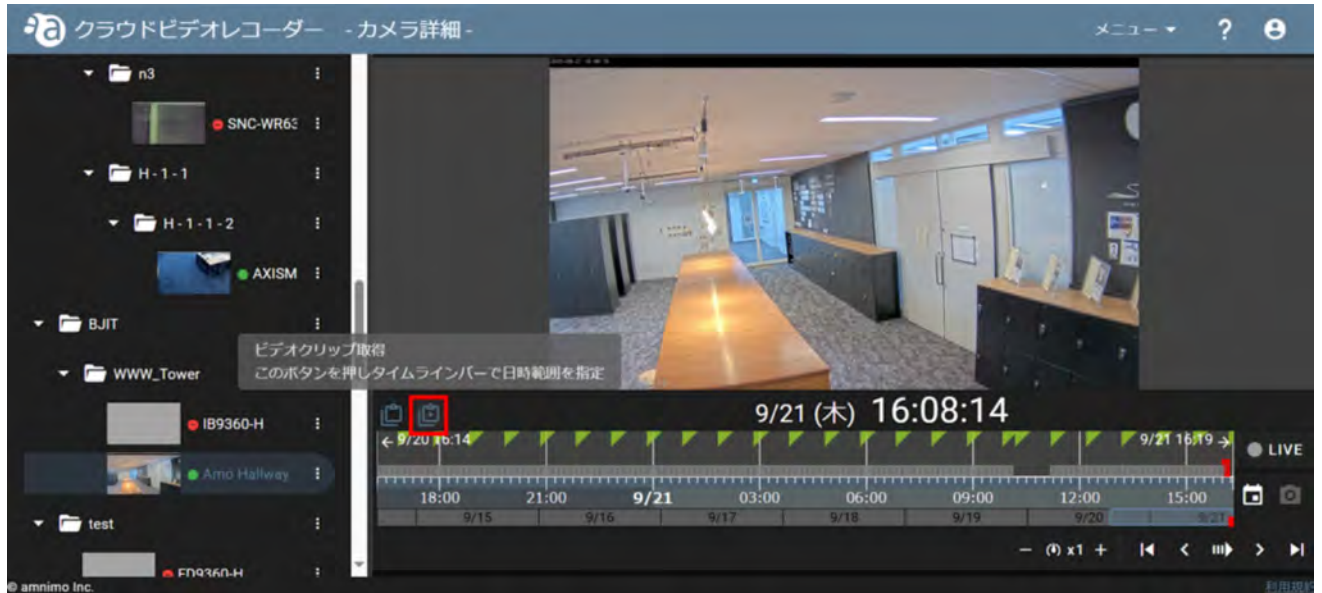 クラウドビデオレコーダー - カメラ詳細 -
メニュー
?
n3
SNC-WR63
H - 1 - 1
H - 1 - 1 - 2
AXISM
BJIT
ビデオクリップ取得
このボタンを押しタイムラインバーで日時範囲を指定
WWW_Tower
IB9360-H
Amo Hallway
test
FD9360-H
9/21 (木) 16:08:14
9/20 16:14
9/21 16:19
LIVE
18:00 21:00 9/21 03:00 06:00 09:00 12:00 15:00
9/15 9/16 9/17 9/18 9/19 9/20 9/21
x1
© amnimo Inc.
利用規約